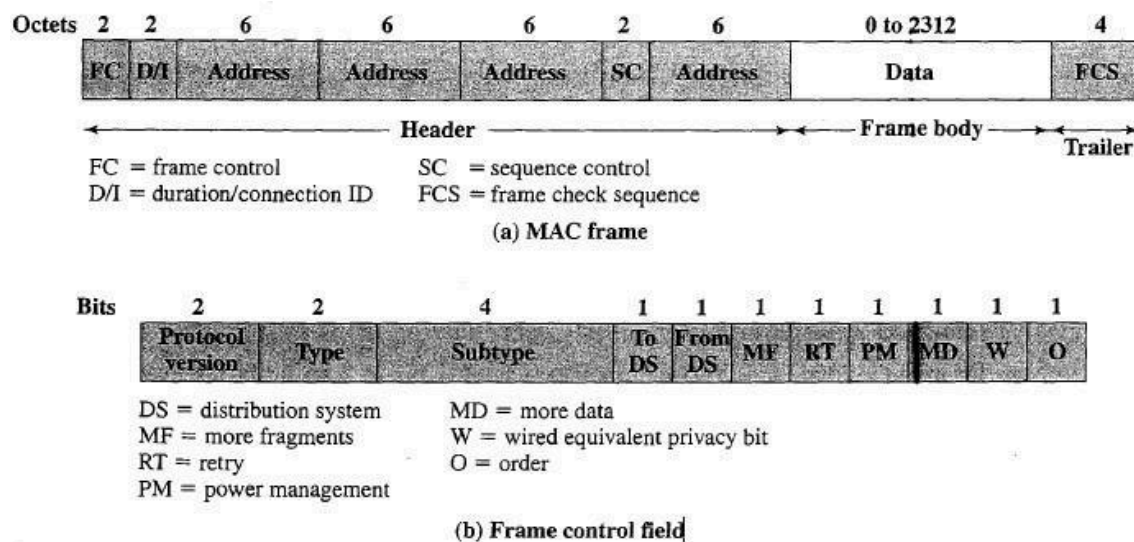 Octets 2 2 6 6 6 2 6 0 to 2312 4
FC D/I Address Address Address SC Address Data FCS
Header Frame body Trailer
FC = frame control SC = sequence control
D/I = duration/connection ID FCS = frame check sequence
(a) MAC frame
Bits 2 2 4 1 1 1 1 1 1 1 1
Protocol version Type Subtype To DS From DS MF RT PM MD W O
DS = distribution system MD = more data
MF = more fragments W = wired equivalent privacy bit
RT = retry O = order
PM = power management
(b) Frame control field